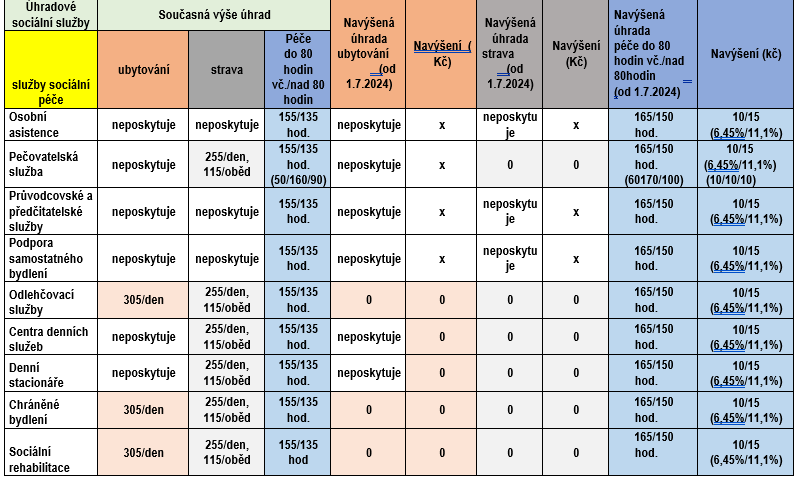 Úhradové
sociální služby
Současná výše úhrad
Navýšená
úhrada
ubytování
(od
1.7.2024)
Navýšení (
Kč)
Navýšená
úhrada
strava
(od
1.7.2024)
Navýšení
(Kč)
Navýšená
úhrada
péče do 80
hodin vč./nad
80hodin
(od 1.7.2024)
Navýšení (kč)
služby sociální
péče
ubytování
strava
Péče
do 80
hodin
vč./nad 80
hodin
Osobní
asistence
neposkytuje
neposkytuje
155/135
hod.
neposkytuje
x
neposkytu
je
x
165/150
hod.
10/15
(6,45%/11,1%)
Pečovatelská
služba
neposkytuje
255/den,
115/oběd
155/135
hod.
(50/160/90)
neposkytuje
x
0
0
165/150
hod.
(60170/100)
10/15
(6,45%/11,1%)
(10/10/10)
Průvodcovské a
předčitatelské
služby
neposkytuje
neposkytuje
155/135
hod.
neposkytuje
x
neposkytu
je
x
165/150
hod.
10/15
(6,45%/11,1%)
Podpora
samostatného
bydlení
neposkytuje
neposkytuje
155/135
hod.
neposkytuje
x
neposkytu
je
x
165/150
hod.
10/15
(6,45%/11,1%)
Odlehčovací
služby
305/den
255/den,
115/oběd
155/135
hod.
0
0
0
0
165/150
hod.
10/15
(6,45%/11,1%)
Centra denních
služeb
neposkytuje
255/den,
115/oběd
155/135
hod.
neposkytuje
0
0
0
165/150
hod.
10/15
(6,45%/11,1%)
Denní
stacionáře
neposkytuje
255/den,
115/oběd
155/135
hod.
neposkytuje
0
0
0
165/150
hod.
10/15
(6,45%/11,1%)
Chráněné
bydlení
305/den
255/den,
115/oběd
155/135
hod.
0
0
0
0
165/150
hod.
10/15
(6,45%/11,1%)
Sociální
rehabilitace
305/den
255/den,
115/oběd
155/135
hod
0
0
0
0
165/150
hod.
10/15
(6,45%/11,1%)